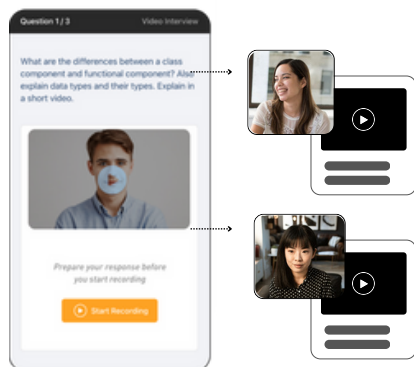 Question 1 / 3
Video Interview
What are the differences between a class
component and functional component? Also
explain data types and their types. Explain in
a short video.
Prepare your response before
you start recording
Start Recording